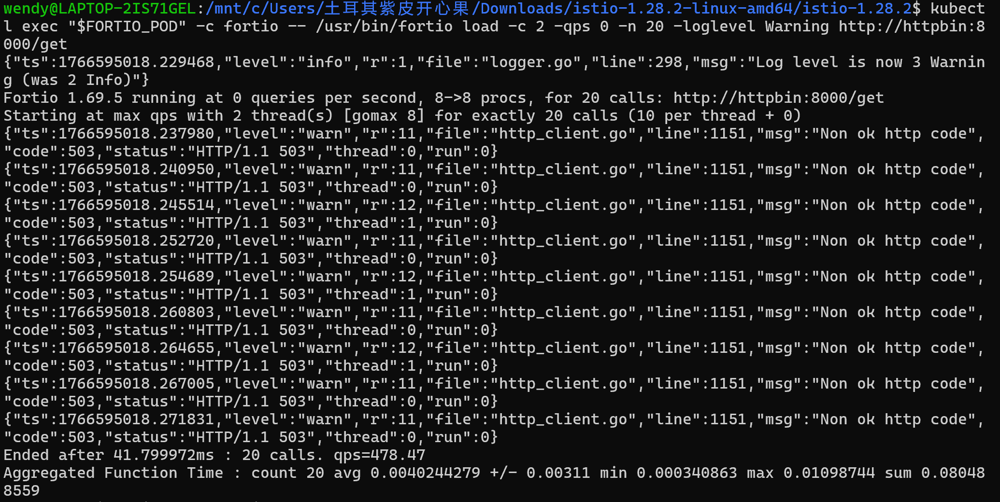 wendy@LAPTOP-2IS71GEL:/mnt/c/Users/土耳其紫皮开心果/Downloads/istio-1.28.2-linux-amd64/istio-1.28.2$ kubect
l exec "$FORTIO_POD" -c fortio -- /usr/bin/fortio load -c 2 -qps 0 -n 20 -loglevel Warning http://httpbin:8
000/get
{"ts":1766595018.229468,"level":"info","r":1,"file":"logger.go","line":298,"msg":"Log level is now 3 Warnin
g (was 2 Info)"}
Fortio 1.69.5 running at 0 queries per second, 8->8 procs, for 20 calls: http://httpbin:8000/get
Starting at max qps with 2 thread(s) [gomax 8] for exactly 20 calls (10 per thread + 0)
{"ts":1766595018.237980,"level":"warn","r":11,"file":"http_client.go","line":1151,"msg":"Non ok http code",
"code":503,"status":"HTTP/1.1 503","thread":0,"run":0}
{"ts":1766595018.240950,"level":"warn","r":11,"file":"http_client.go","line":1151,"msg":"Non ok http code",
"code":503,"status":"HTTP/1.1 503","thread":0,"run":0}
{"ts":1766595018.245514,"level":"warn","r":12,"file":"http_client.go","line":1151,"msg":"Non ok http code",
"code":503,"status":"HTTP/1.1 503","thread":1,"run":0}
{"ts":1766595018.252720,"level":"warn","r":11,"file":"http_client.go","line":1151,"msg":"Non ok http code",
"code":503,"status":"HTTP/1.1 503","thread":0,"run":0}
{"ts":1766595018.254689,"level":"warn","r":12,"file":"http_client.go","line":1151,"msg":"Non ok http code",
"code":503,"status":"HTTP/1.1 503","thread":1,"run":0}
{"ts":1766595018.260803,"level":"warn","r":11,"file":"http_client.go","line":1151,"msg":"Non ok http code",
"code":503,"status":"HTTP/1.1 503","thread":0,"run":0}
{"ts":1766595018.264655,"level":"warn","r":12,"file":"http_client.go","line":1151,"msg":"Non ok http code",
"code":503,"status":"HTTP/1.1 503","thread":1,"run":0}
{"ts":1766595018.267005,"level":"warn","r":11,"file":"http_client.go","line":1151,"msg":"Non ok http code",
"code":503,"status":"HTTP/1.1 503","thread":0,"run":0}
{"ts":1766595018.271831,"level":"warn","r":11,"file":"http_client.go","line":1151,"msg":"Non ok http code",
"code":503,"status":"HTTP/1.1 503","thread":0,"run":0}
Ended after 41.799972ms : 20 calls. qps=478.47
Aggregated Function Time : count 20 avg 0.0040244279 +/- 0.00311 min 0.000340863 max 0.01098744 sum 0.08048
8559